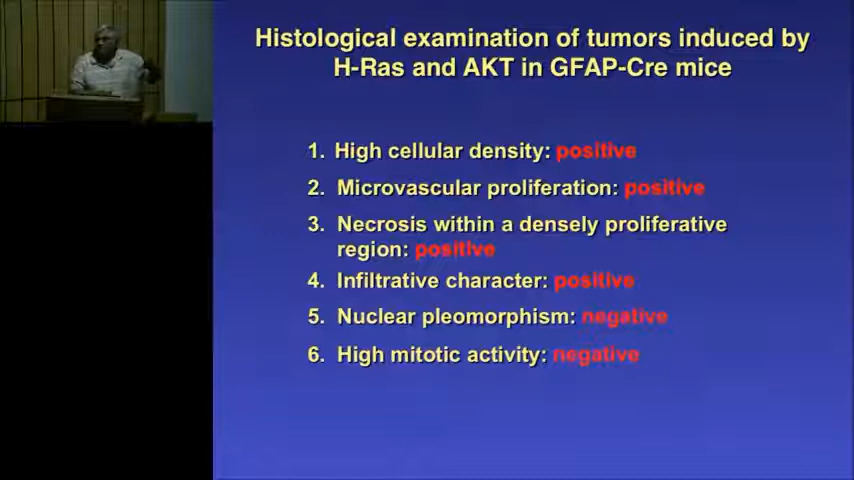 Histological examination of tumors induced by
H-Ras and AKT in GFAP-Cre mice
1. High cellular density: positive
2. Microvascular proliferation: positive
3. Necrosis within a densely proliferative
region: positive
4. Infiltrative character: positive
5. Nuclear pleomorphism: negative
6. High mitotic activity: negative